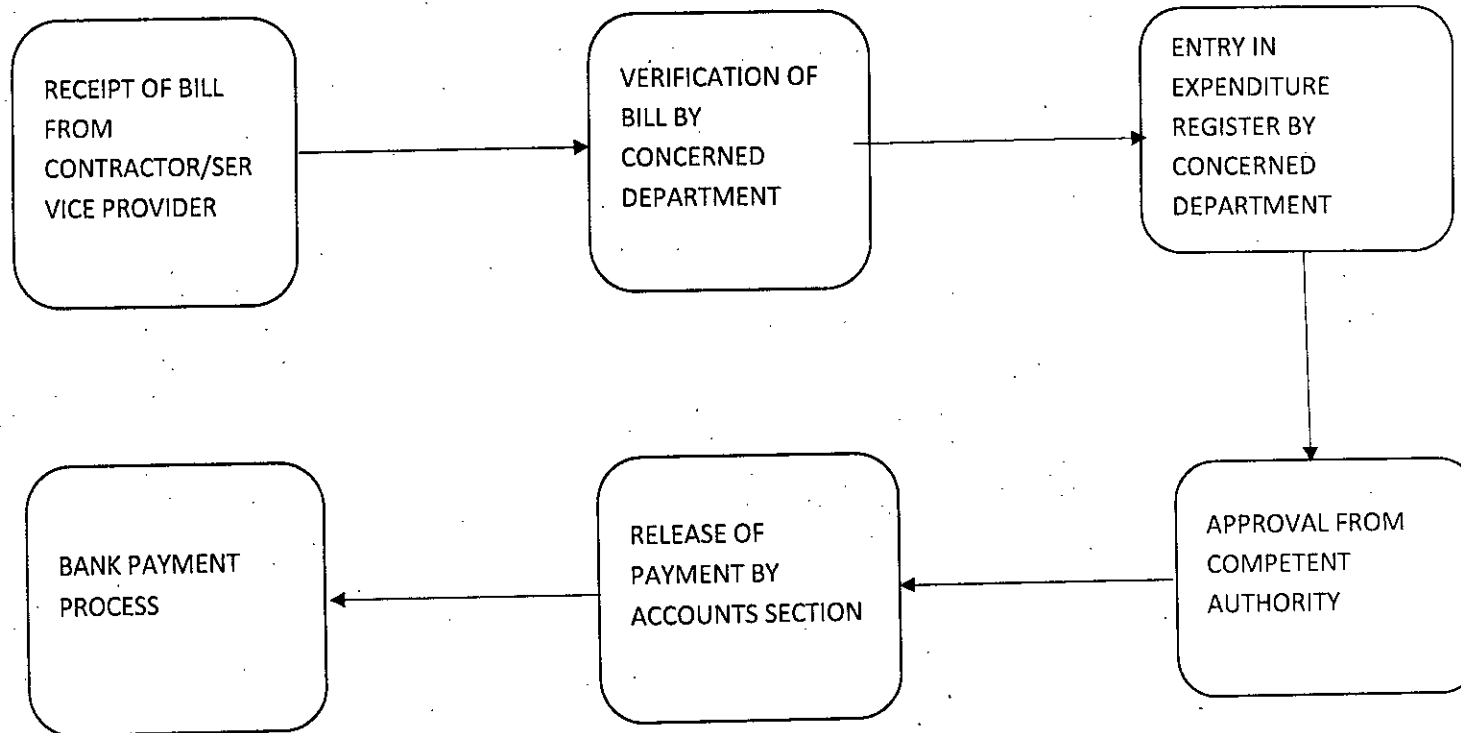 RECEIPT OF BILL
FROM
CONTRACTOR/SER
VICE PROVIDER
VERIFICATION OF
BILL BY
CONCERNED
DEPARTMENT
ENTRY IN
EXPENDITURE
REGISTER BY
CONCERNED
DEPARTMENT
APPROVAL FROM
COMPETENT
AUTHORITY
RELEASE OF
PAYMENT BY
ACCOUNTS SECTION
BANK PAYMENT
PROCESS